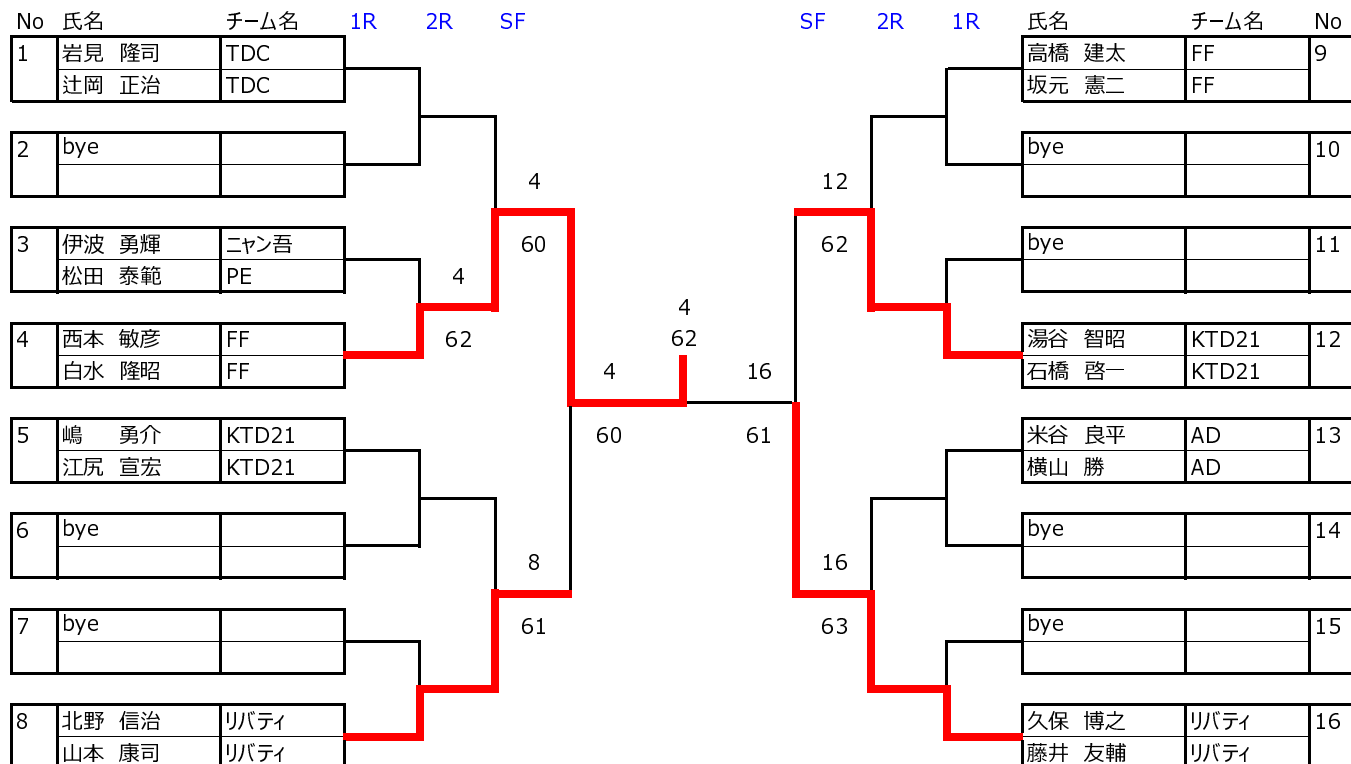 No 氏名 チーム名 1R 2R SF
1 岩見 隆司 TDC
辻岡 正治 TDC
2 bye
3 伊波 勇輝 ニャン吾
松田 泰範 PE
4 西本 敏彦 FF
白水 隆昭 FF
5 嶋 勇介 KTD21
江尻 宣宏 KTD21
6 bye
7 bye
8 北野 信治 リバティ
山本 康司 リバティ
4
62
4
60
8
61
4
60
4
62
16
61
SF 2R 1R 氏名 チーム名 No
12
62
16
63
高橋 建太 FF 9
坂元 憲二 FF
bye 10
bye 11
湯谷 智昭 KTD21 12
石橋 啓一 KTD21
米谷 良平 AD 13
横山 勝 AD
bye 14
bye 15
久保 博之 リバティ 16
藤井 友輔 リバティ